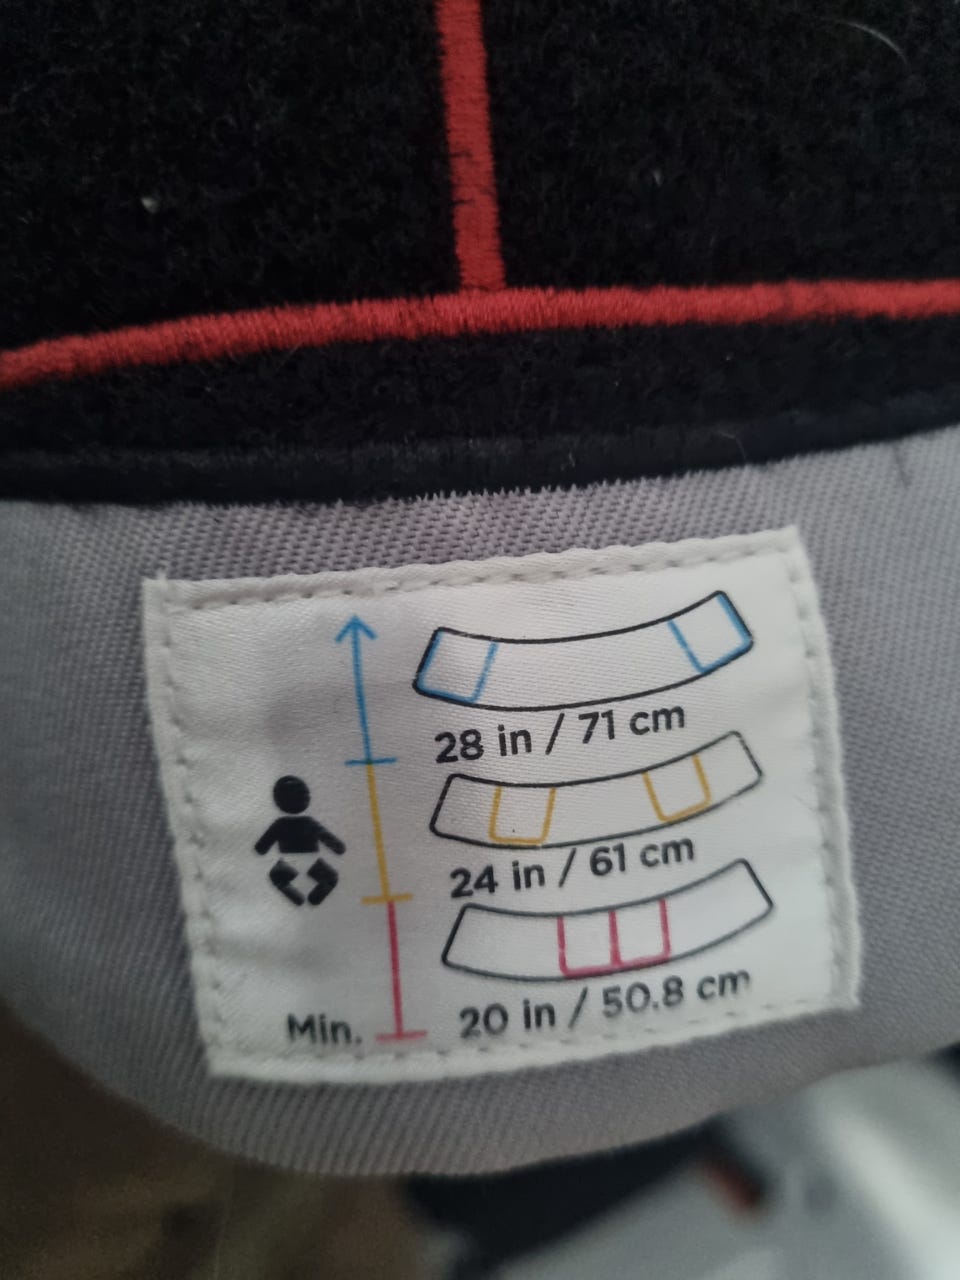 28 in / 71 cm
24 in / 61 cm
20 in / 50.8 cm
Min.